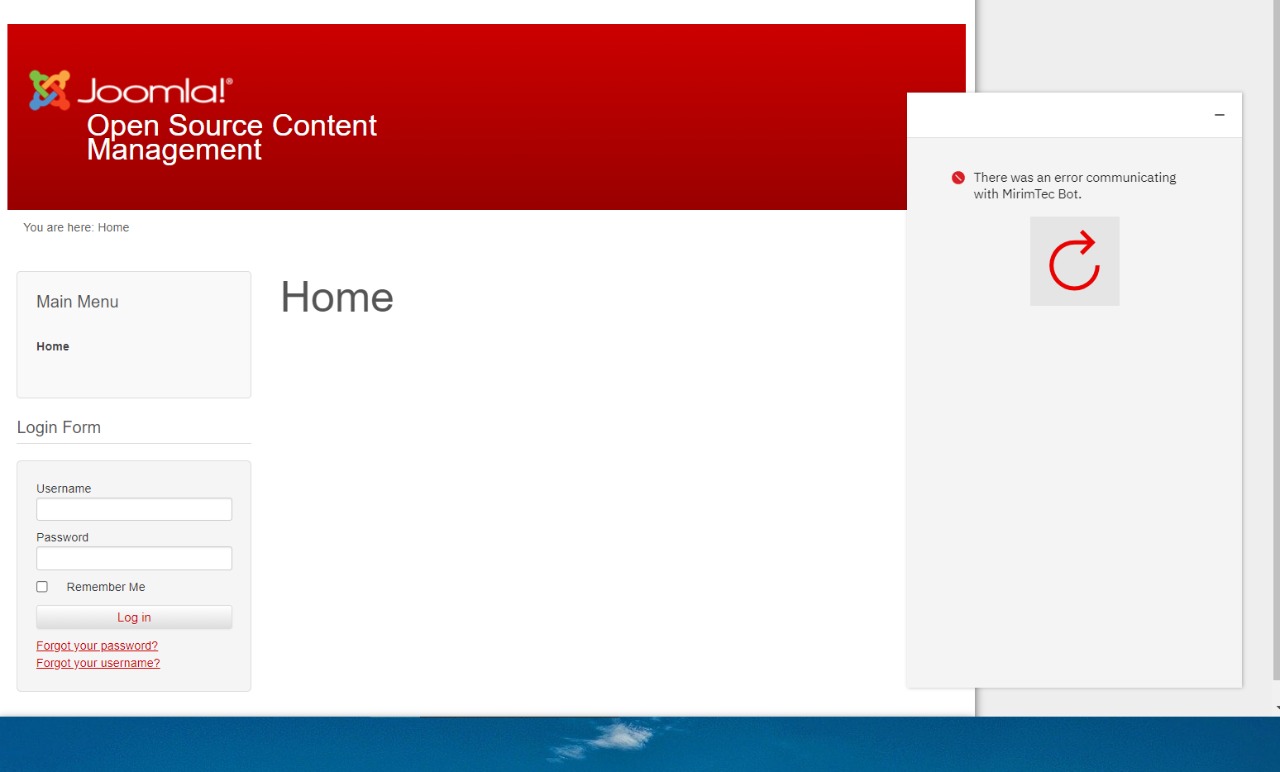 Joomla!®
Open Source Content
Management
You are here: Home
Main Menu
Home
Login Form
Username
Password
Remember Me
Log in
Forgot your password?
Forgot your username?
Home
There was an error communicating
with MirimTec Bot.